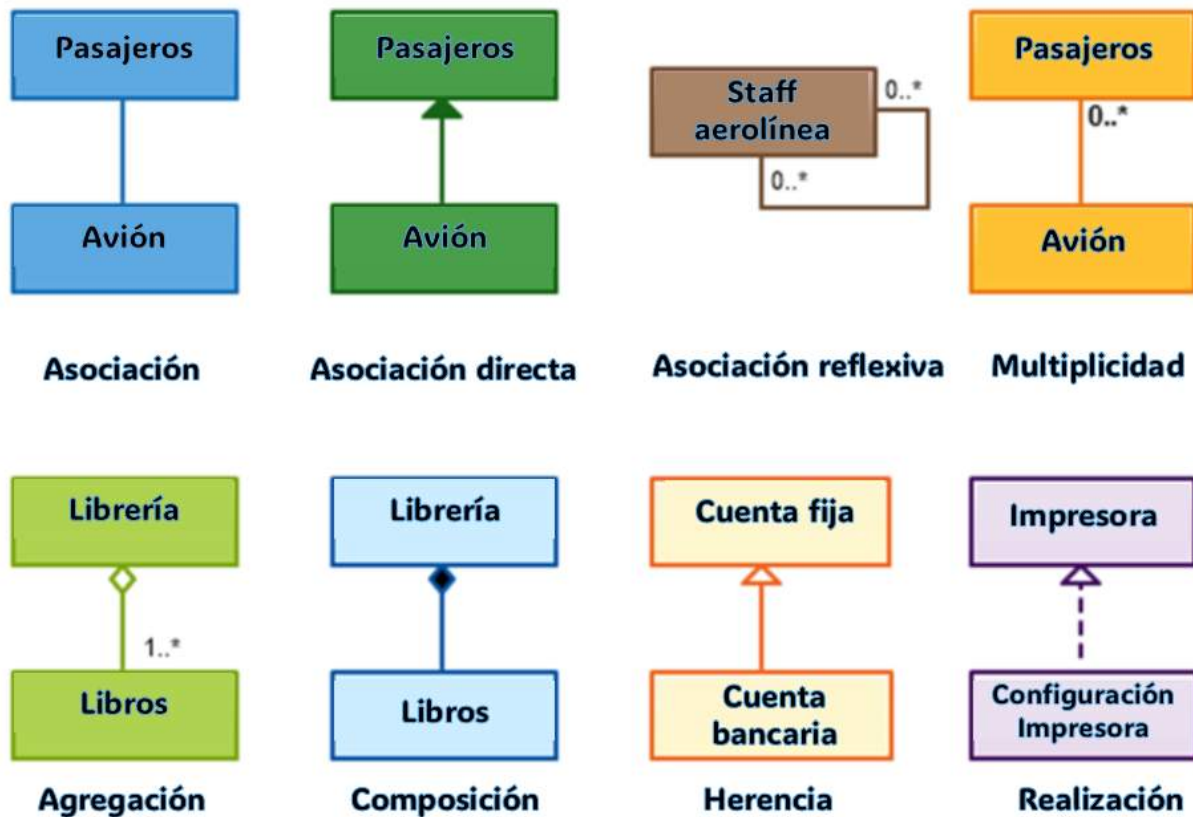 Pasajeros
Avión
Asociación
Pasajeros
Avión
Asociación directa
Staff
aerolínea
0..*
0..*
Asociación reflexiva
Pasajeros
0..*
Avión
Multiplicidad
Librería
1..*
Libros
Agregación
Librería
Libros
Composición
Cuenta fija
Cuenta
bancaria
Herencia
Impresora
Configuración
Impresora
Realización